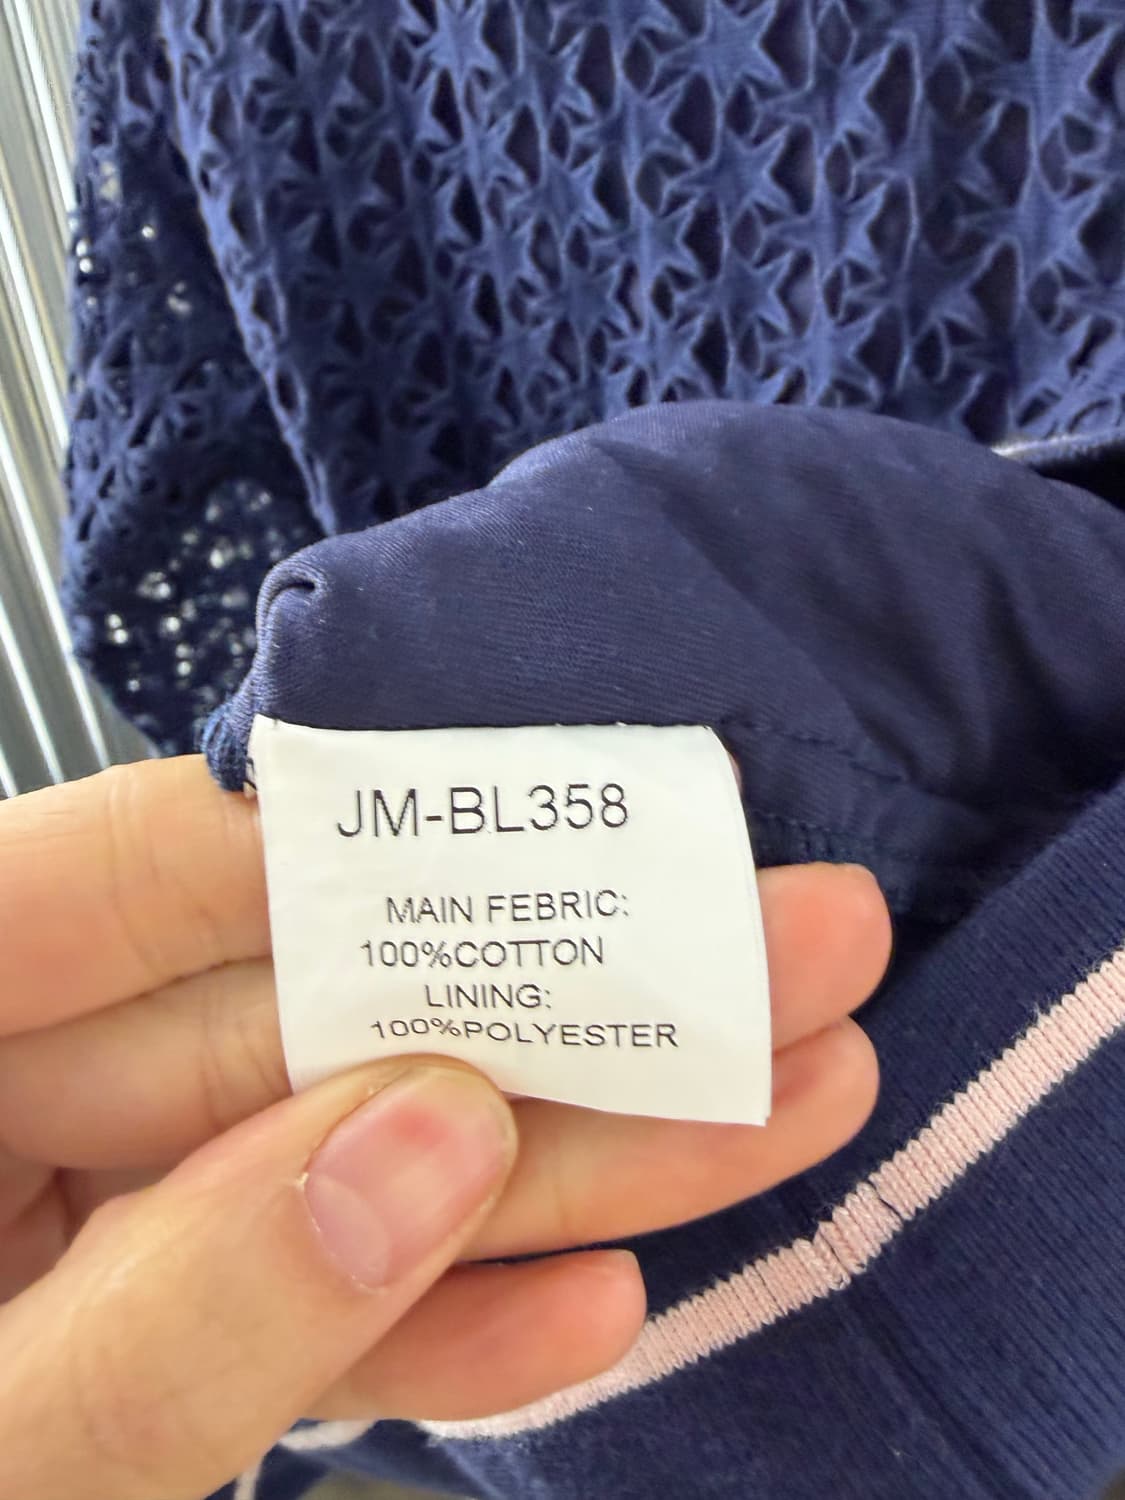 JM-BL358
MAIN FEBRIC:
100%COTTON
LINING:
100%POLYESTER